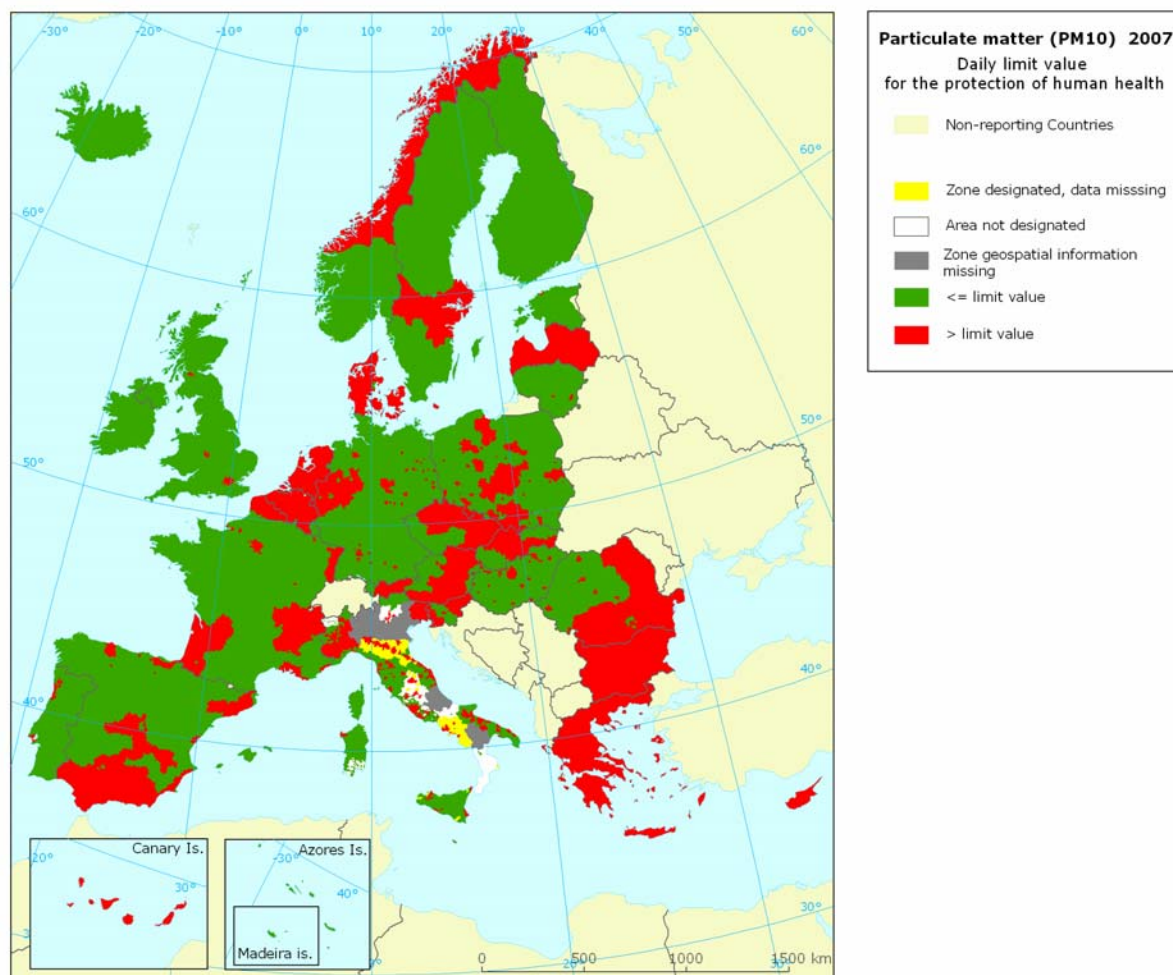 -30°
-20°
-10°
0°
10°
20°
30°
40°
50°
60°
60°
60°
50°
50°
40°
40°
30°
Particulate matter (PM10) 2007
Daily limit value
for the protection of human health
Non-reporting Countries
Zone designated, data misssing
Area not designated
Zone geospatial information
missing
<= limit value
> limit value
Canary Is.
-20°
30°
Azores Is.
-30°
40°
Madeira is.
0
500
1000
1500 km
20°
30°